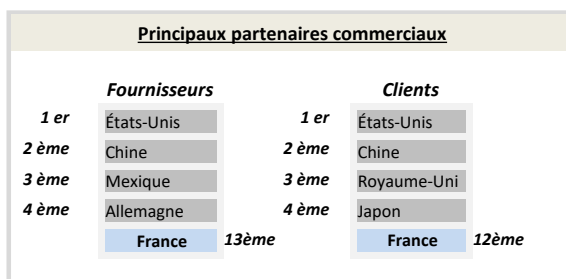 Principaux partenaires commerciaux
Fournisseurs Clients
1 er États-Unis 1 er États-Unis
2 ème Chine 2 ème Chine
3 ème Mexique 3 ème Royaume-Uni
4 ème Allemagne 4 ème Japon
France 13ème France 12ème